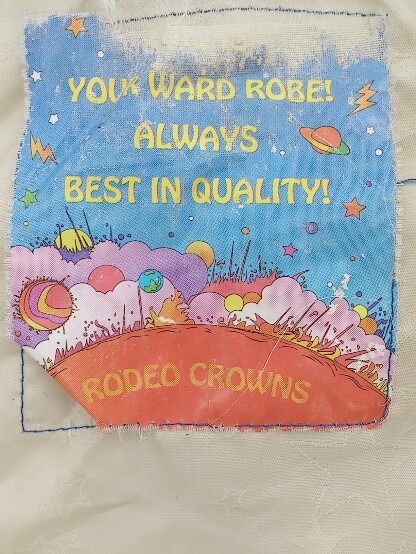 YOUR WARD ROBE!
ALWAYS
BEST IN QUALITY!
RODEO CROWNS